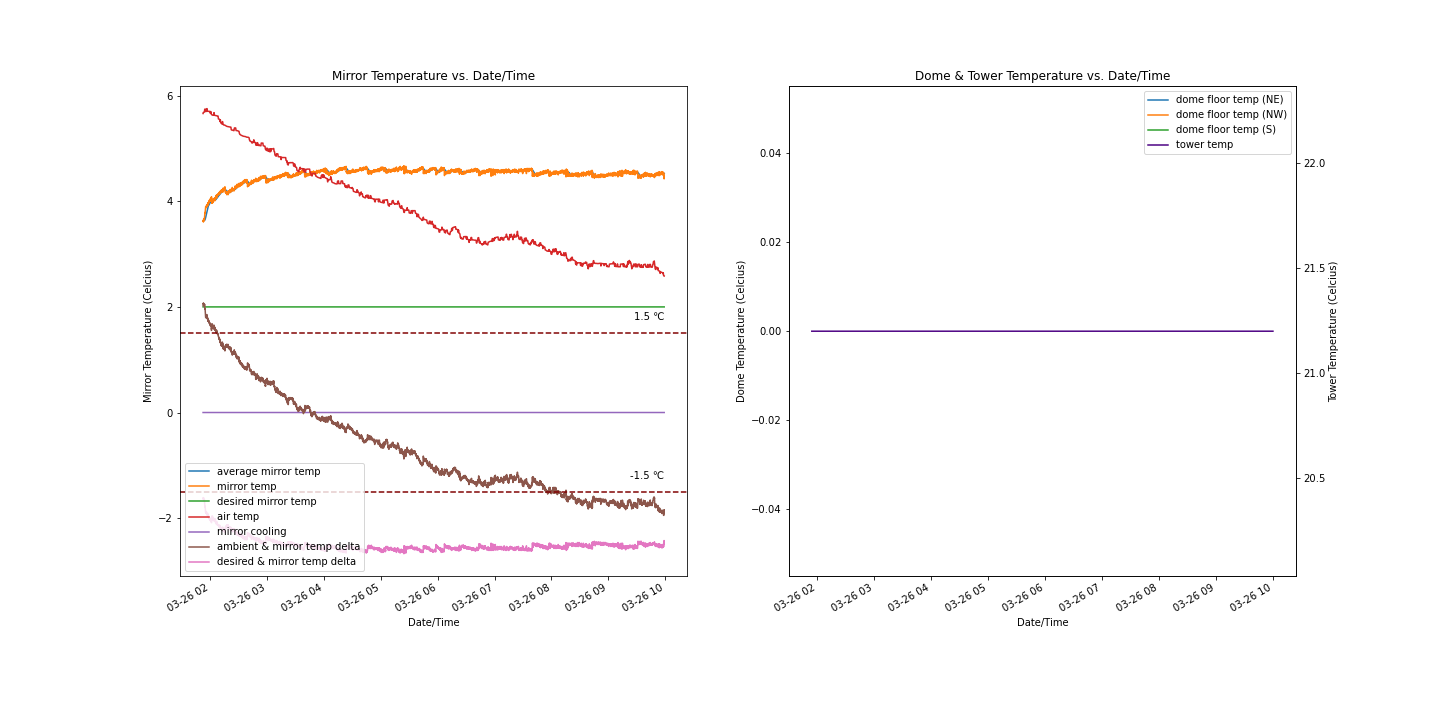 Mirror Temperature vs. Date/Time
6
4
2
0
−2
Mirror Temperature (Celcius)
1.5 °C
-1.5 °C
average mirror temp
mirror temp
desired mirror temp
air temp
mirror cooling
ambient & mirror temp delta
desired & mirror temp delta
03-26 02
03-26 03
03-26 04
03-26 05
03-26 06
03-26 07
03-26 08
03-26 09
03-26 10
Date/Time
Dome & Tower Temperature vs. Date/Time
0.04
0.02
0.00
−0.02
−0.04
Dome Temperature (Celcius)
dome floor temp (NE)
dome floor temp (NW)
dome floor temp (S)
tower temp
22.0
21.5
21.0
20.5
Tower Temperature (Celcius)
03-26 02
03-26 03
03-26 04
03-26 05
03-26 06
03-26 07
03-26 08
03-26 09
03-26 10
Date/Time